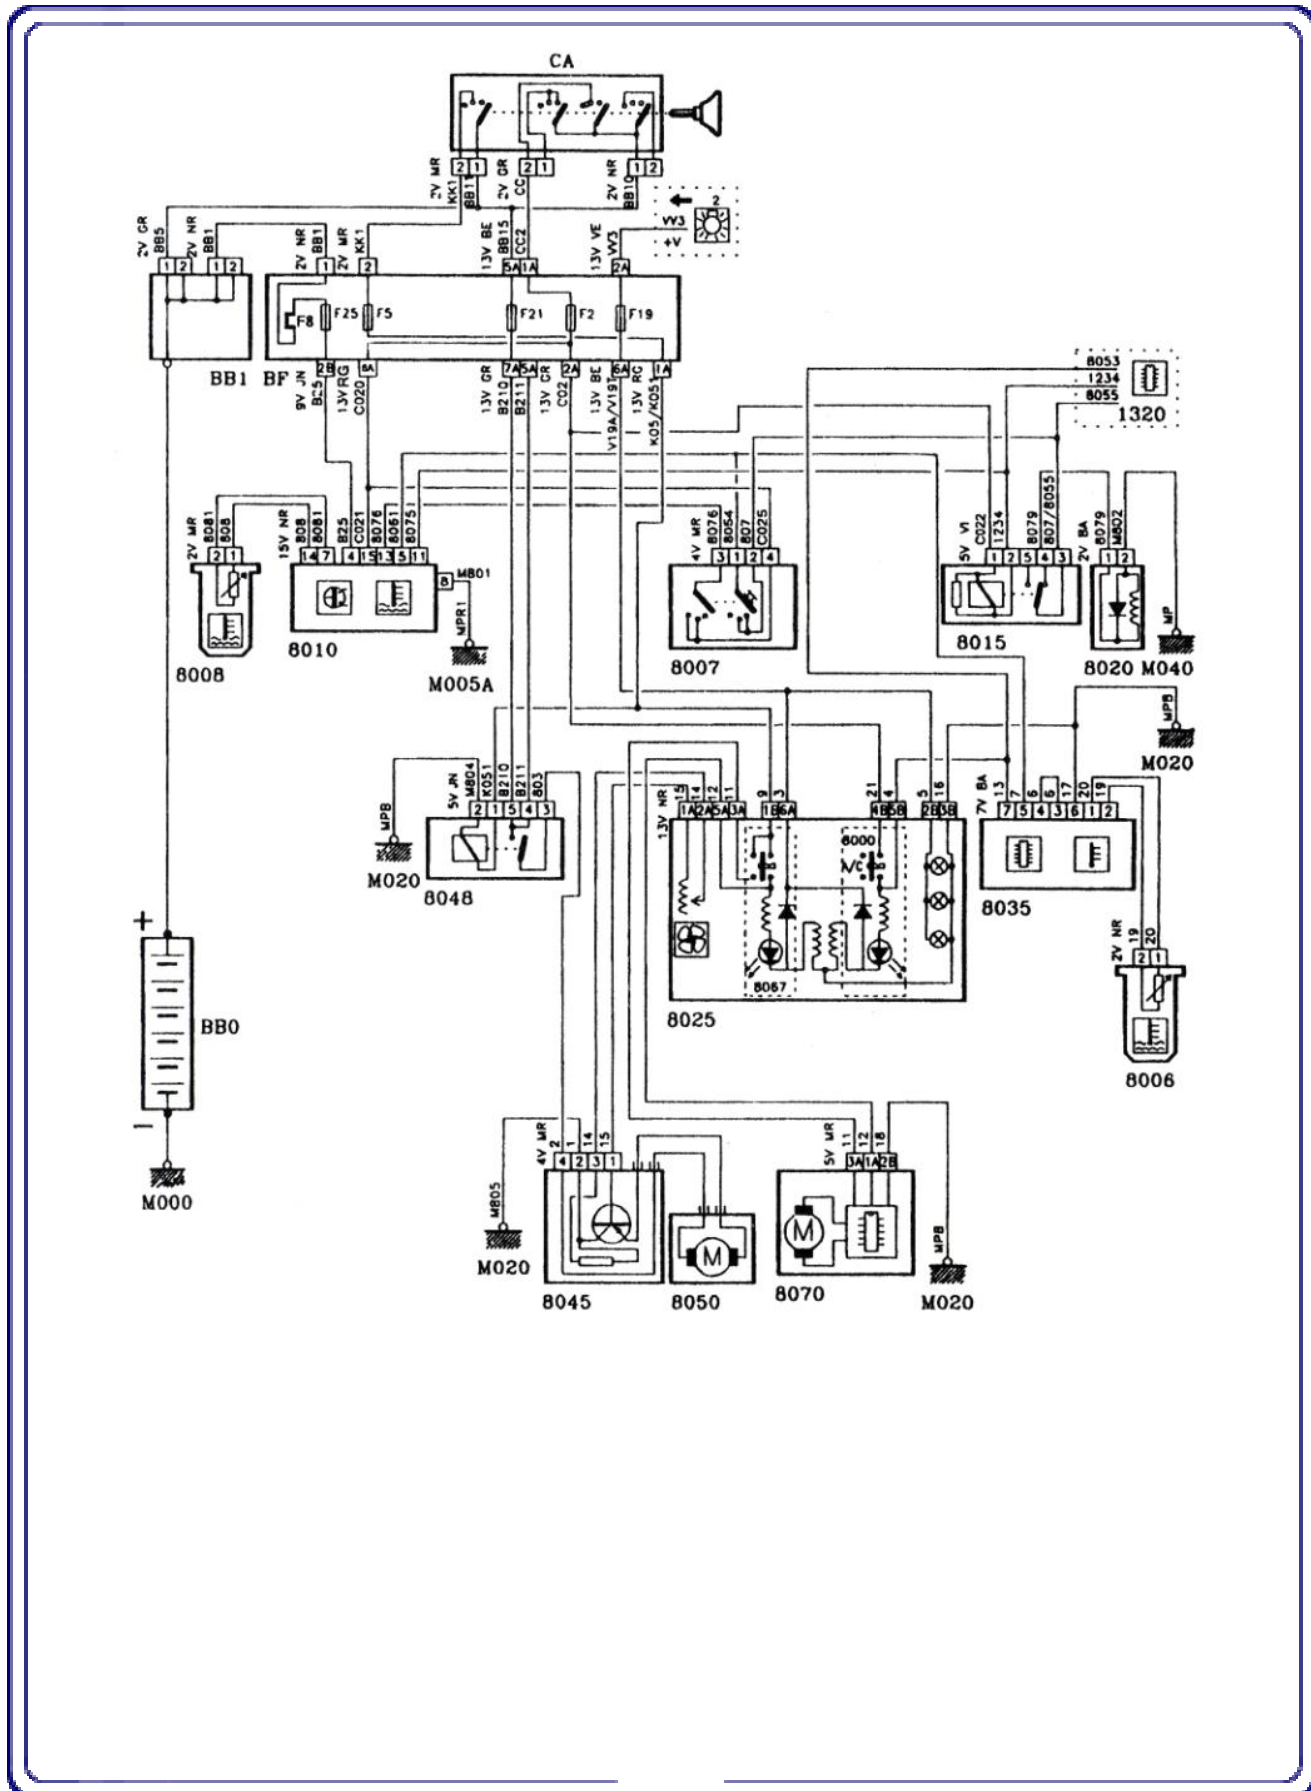 CA
2V MR
KK1
2 1
BB11
2V GR
CC
2 1
2V NR
BB10
1 2
2
VV3
+V
2V GR
BB5
2V NR
BB1
1 2
1 2
2V NR
BB1
2V MR
KK1
1
2
13V BE
BB15
CC2
5A 1A
13V VE
VV3
2A
F8
F25
F5
F21
F2
F19
BB1
BF
2B
8A
7A 5A
2A
6A
1A
9V JN
B25
13V RG
C020
13V GR
B210
B211
13V GR
C02
13V BE
V19A/V191
13V RG
K05/K051
8053
1234
8055
1320
2V MR
8081
808
2 1
8008
15V NR
808
8081
B25
C021
8076
8061
8075
14 7 4 15 13 5 11
8
M801
MPR1
8010
M005A
4V MR
8076
8054
807
C025
3 1 2 4
8007
5V VI
C022
1234
8079
807/8055
1 2 5 4 3
8015
2V BA
8079
M802
1 2
8020
MP
M040
MPB
M020
5V JN
M804
K051
B210
B211
803
2 1 5 4 3
MPB
M020
8048
13V NR
15
14
12
11
9
3
21
4
5
16
1A 2A 5A 3A
1B 6A
4B 5B
2B 3B
8000
A/C
8067
8025
7V BA
13
7
6
6
17
20
19
7 5 4 3 6 1 2
8035
2V NR
19
20
2 1
8006
+
BB0
−
M000
4V MR
2
1
14
15
4 2 3 1
M805
M020
8045
M
8050
5V MR
11
12
18
3A 1A 2B
M
8070
MPB
M020